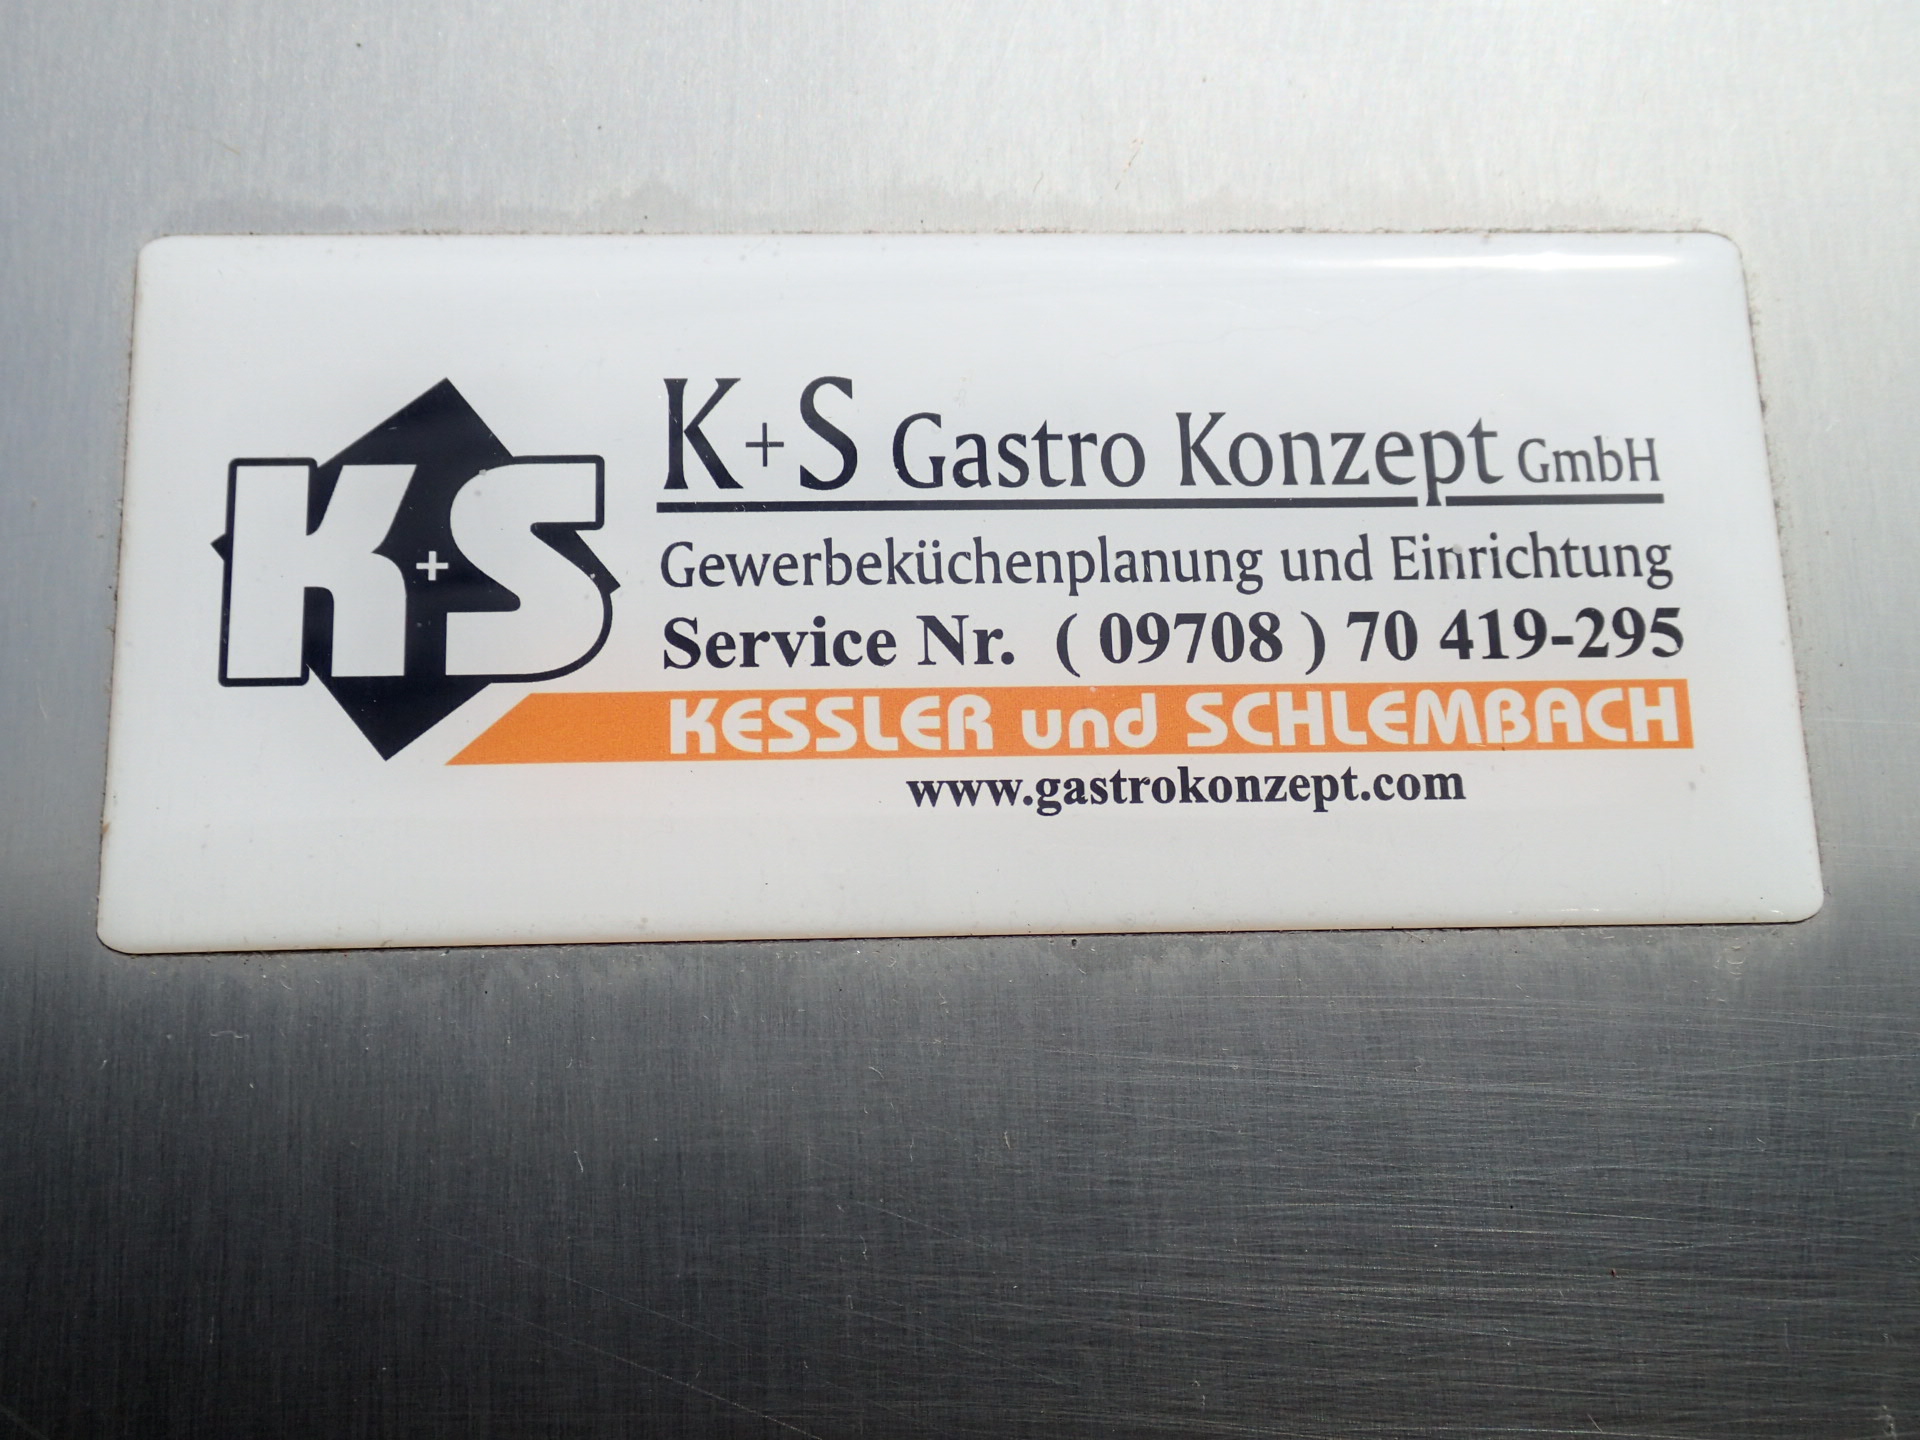 K+S
K+S Gastro Konzept GmbH
Gewerbeküchenplanung und Einrichtung
Service Nr. ( 09708 ) 70 419-295
KESSLER und SCHLEMBACH
www.gastrokonzept.com